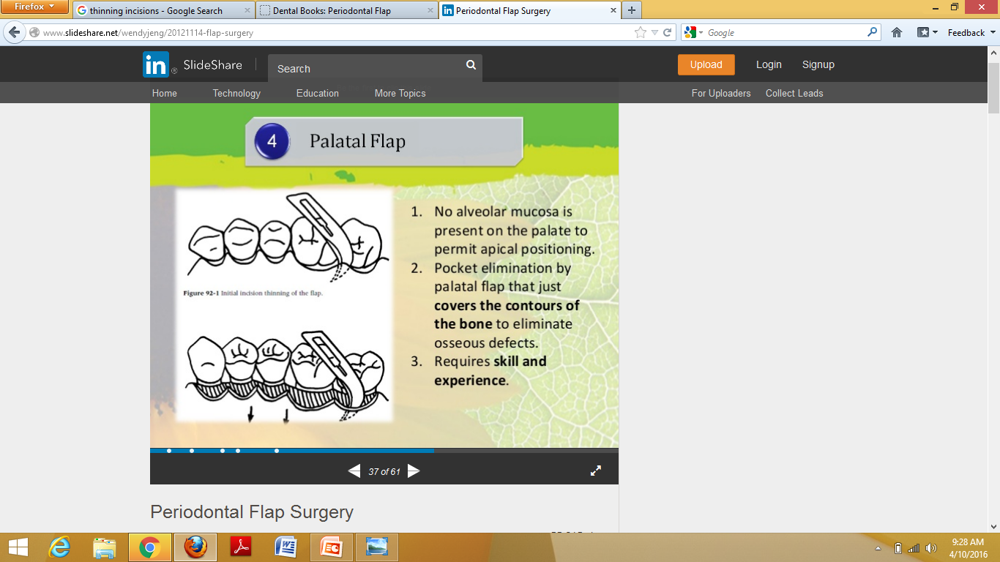 Firefox
thinning incisions - Google Search
Dental Books: Periodontal Flap
in Periodontal Flap Surgery
www.slideshare.net/wendyjeng/20121114-flap-surgery
Google
Feedback
in® SlideShare
Search
Upload
Login
Signup
Home
Technology
Education
More Topics
For Uploaders
Collect Leads
4 Palatal Flap
Figure 92-1 Initial incision thinning of the flap.
1. No alveolar mucosa is
present on the palate to
permit apical positioning.
2. Pocket elimination by
palatal flap that just
covers the contours of
the bone to eliminate
osseous defects.
3. Requires skill and
experience.
37 of 61
Periodontal Flap Surgery
9:28 AM
4/10/2016